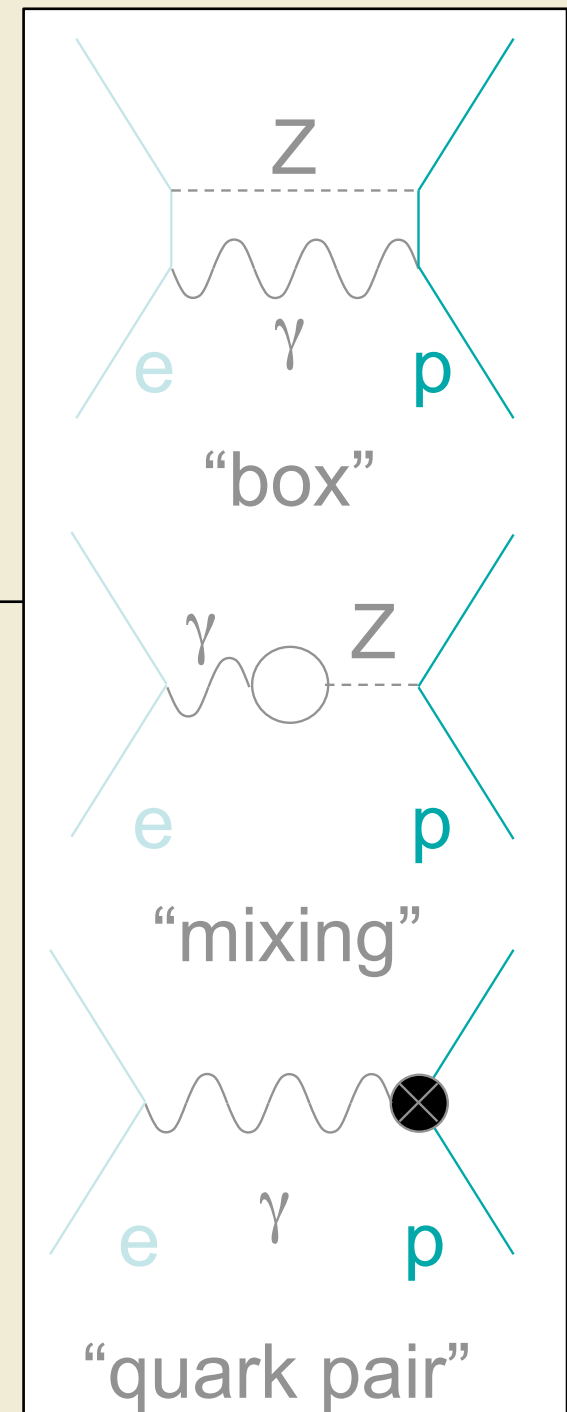 Z
γ
e p
“box”
γ Z
e p
“mixing”
γ
e p
“quark pair”